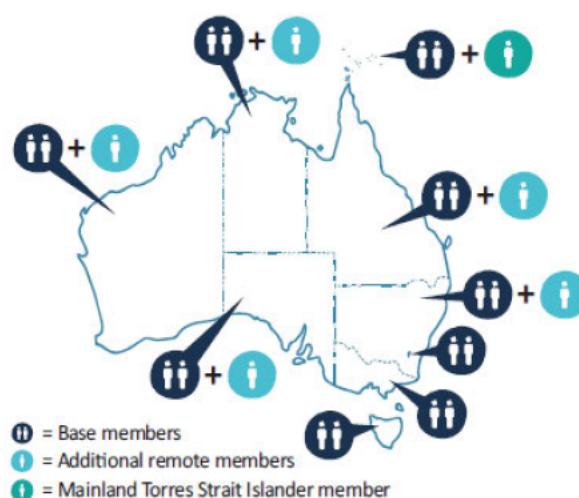 +
+
+
+
+
+
= Base members
= Additional remote members
= Mainland Torres Strait Islander member